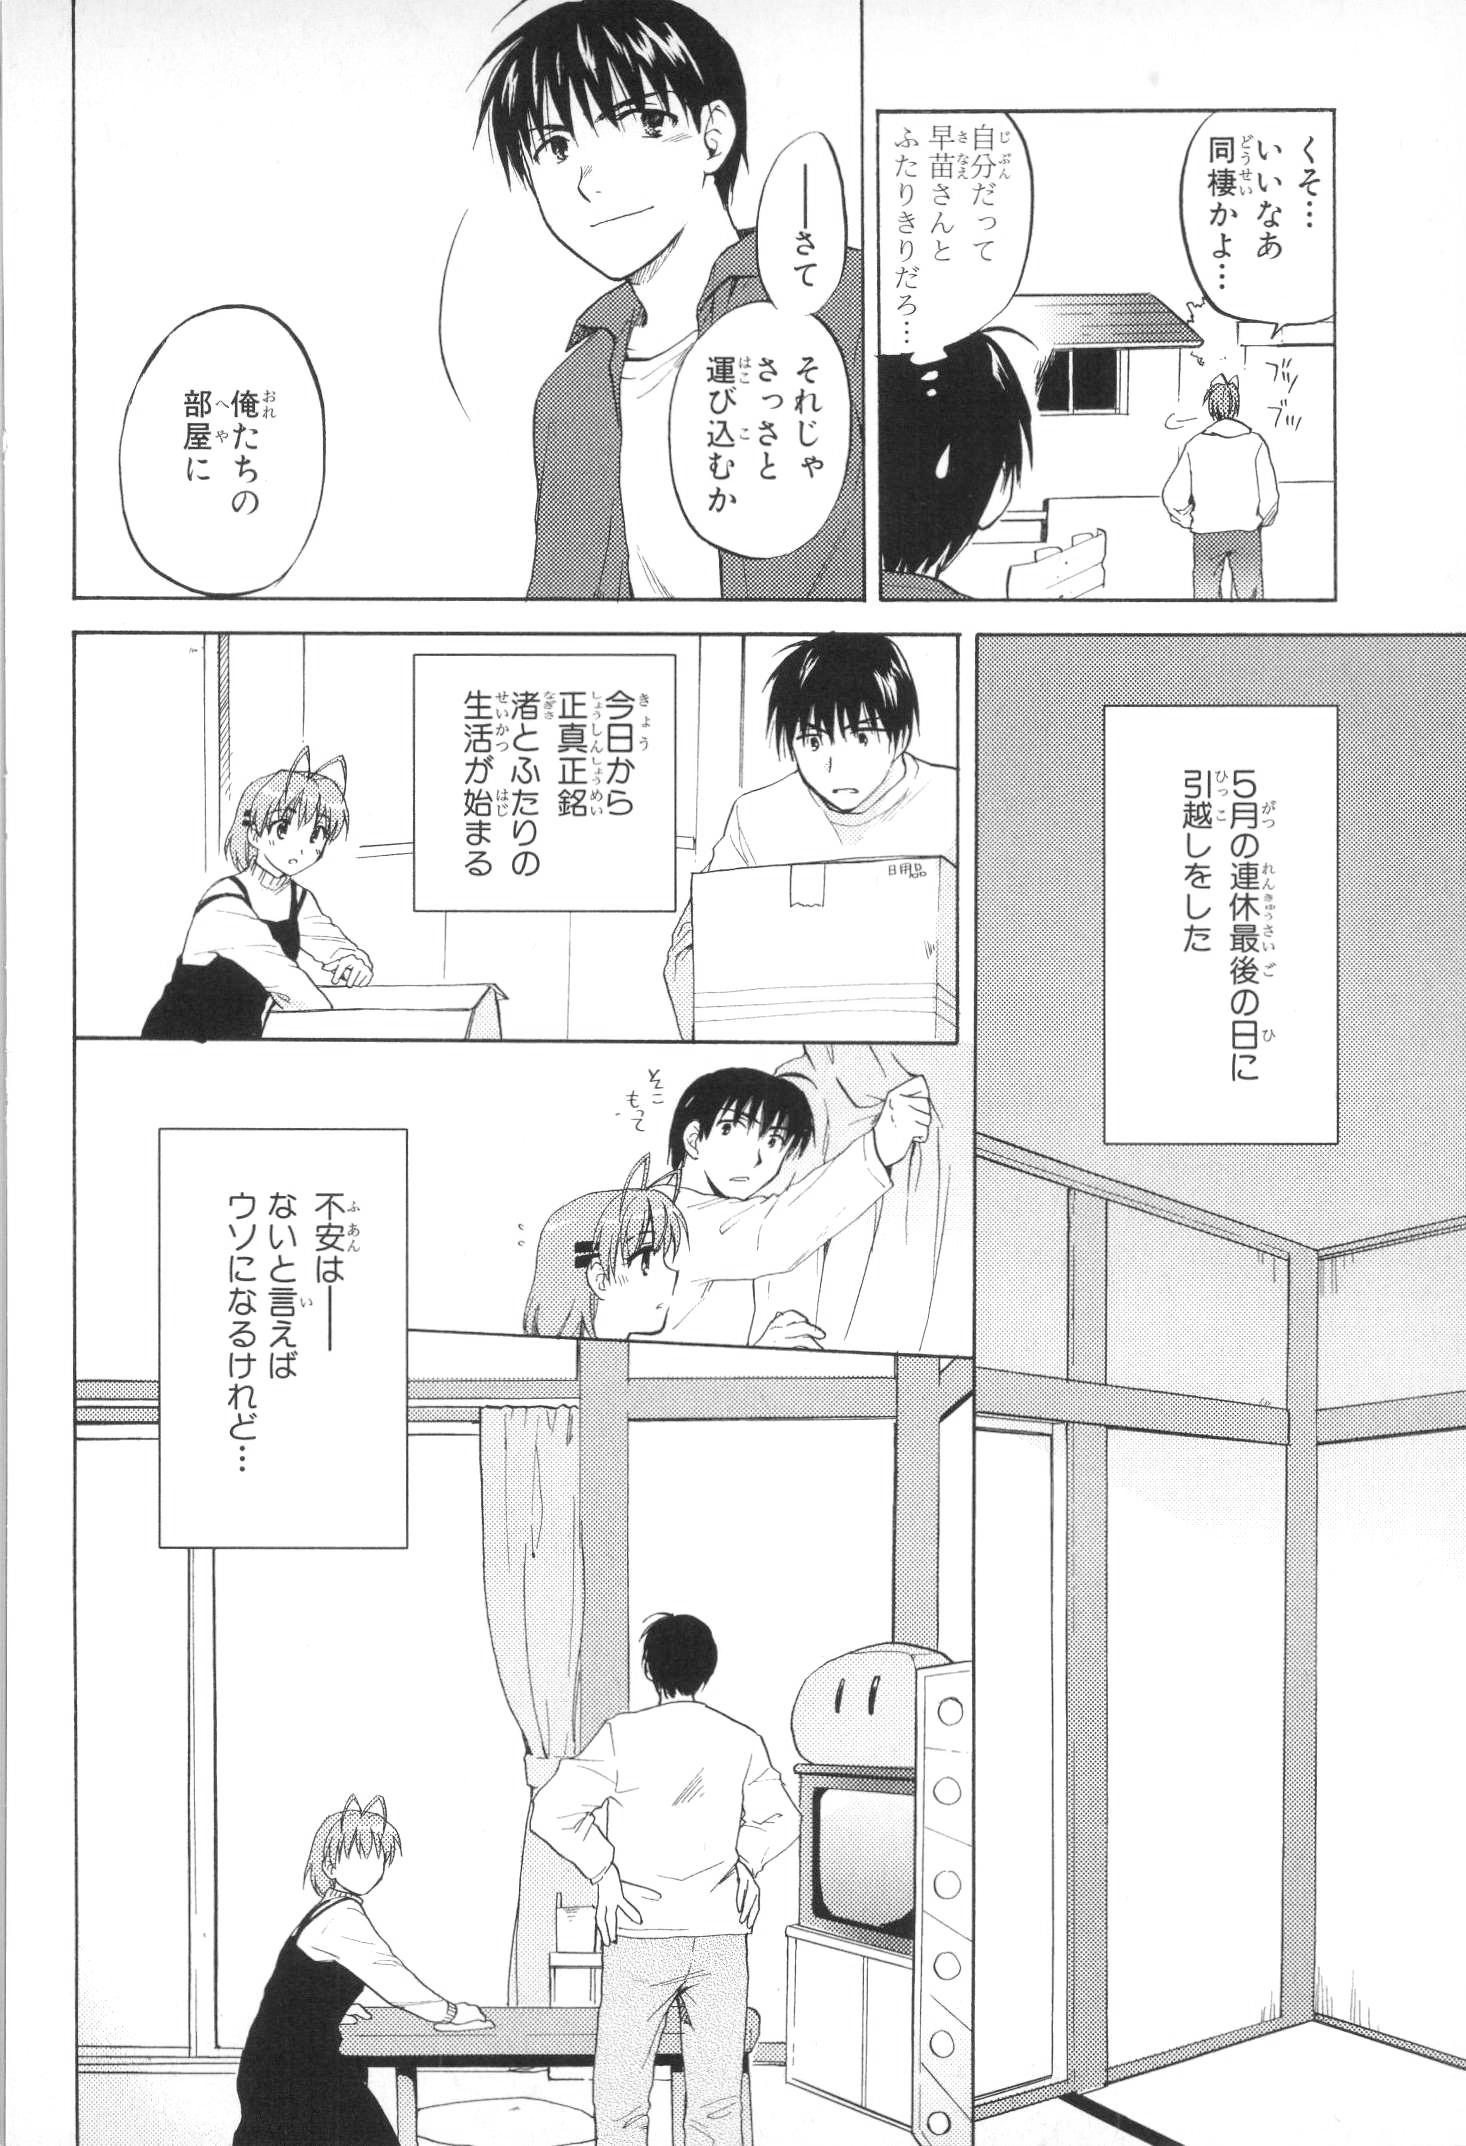 くそ…
いいなあ
同棲かよ…
ブツ
ブツ
自分だって
早苗さんと
ふたりきりだろ…
――さて
それじゃ
さっさと
運び込むか
俺たちの
部屋に
5月の連休最後の日に
引越しをした
日用品
今日から
正真正銘
渚とふたりの
生活が始まる
そこ
もって
不安は――
ないと言えば
ウソになるけれど…